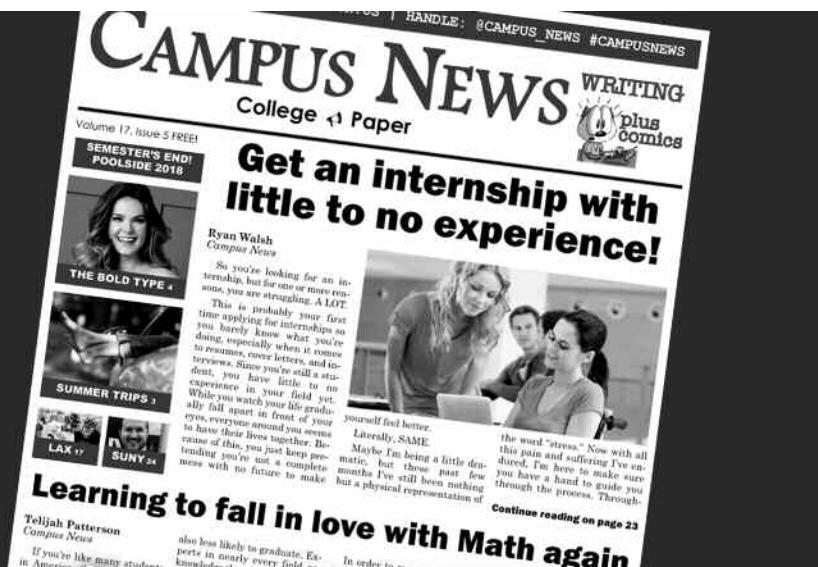 | HANDLE: @CAMPUS_NEWS #CAMPUSNEWS
CAMPUS NEWS
College Paper
WRITING
plus
comics
Volume 17, Issue 5 FREE!
SEMESTER'S END!
POOLSIDE 2018
THE BOLD TYPE 4
SUMMER TRIPS 3
LAX 17
SUNY 24
Get an internship with
little to no experience!
Ryan Walsh
Campus News
So you're looking for an in-
ternship, but for one or more rea-
sons, you are struggling. A LOT.
This is probably your first
time applying for internships so
you barely know what you're
doing, especially when it comes
to resumes, cover letters, and in-
terviews. Since you're still a stu-
dent, you have little to no
experience in your field yet.
While you watch your life gradu-
ally fall apart in front of your
eyes, everyone around you seems
to have their lives together. Be-
cause of this, you just keep pre-
tending you're not a complete
mess with no future to make
yourself feel better.
Literally, SAME.
Maybe I'm being a little dra-
matic, but these past few
months I've still been nothing
but a physical representation of
the word "stress." Now with all
this pain and suffering I've en-
dured, I'm here to make sure
you have a hand to guide you
through the process. Through-
Continue reading on page 23
Learning to fall in love with Math again
Telijah Patterson
Campus News
If you're like many students
in America,
also less likely to graduate. Ex-
perts in nearly every field
In order to